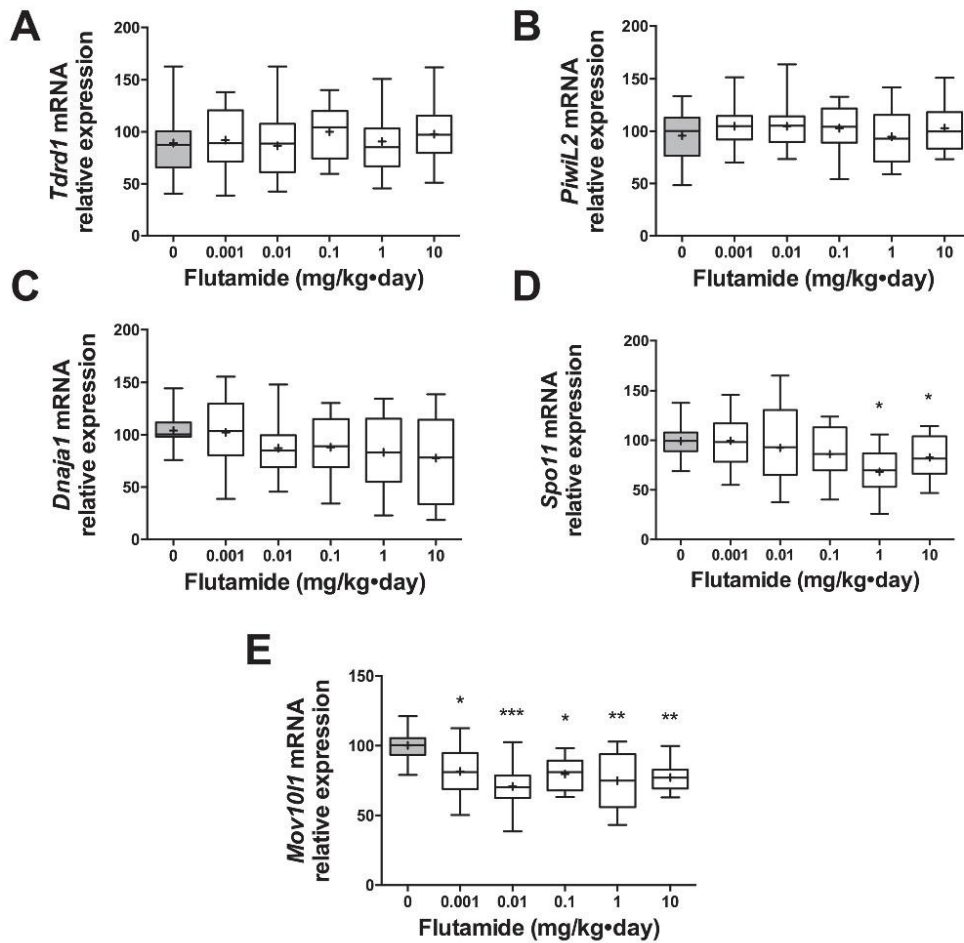 A
Tdrd1 mRNA
relative expression
200
150
100
50
0
0 0.001 0.01 0.1 1 10
Flutamide (mg/kg•day)
B
PiwiL2 mRNA
relative expression
200
150
100
50
0
0 0.001 0.01 0.1 1 10
Flutamide (mg/kg•day)
C
Dnaja1 mRNA
relative expression
200
150
100
50
0
0 0.001 0.01 0.1 1 10
Flutamide (mg/kg•day)
D
Spo11 mRNA
relative expression
200
150
100
50
0
* *
0 0.001 0.01 0.1 1 10
Flutamide (mg/kg•day)
E
Mov10l1 mRNA
relative expression
150
100
50
0
* *** * ** **
0 0.001 0.01 0.1 1 10
Flutamide (mg/kg•day)